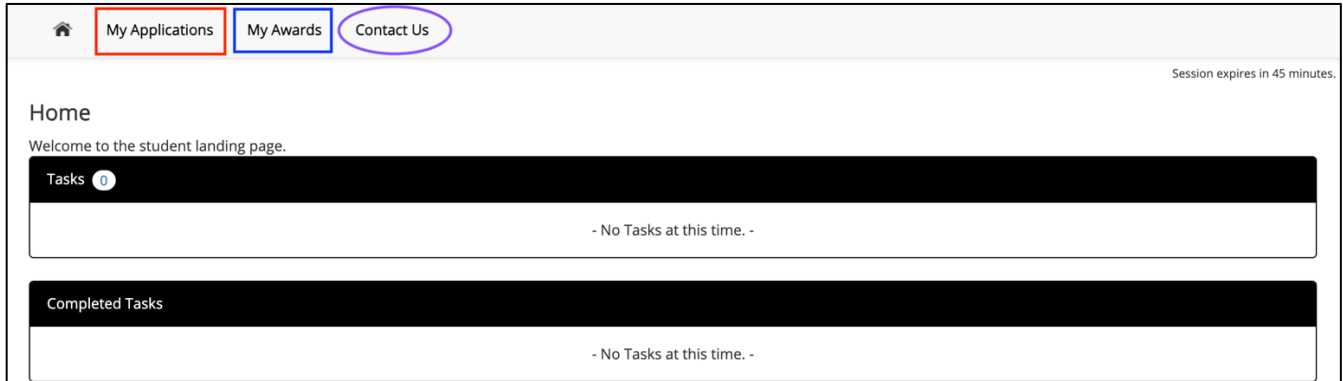 My Applications My Awards Contact Us
Session expires in 45 minutes.
Home
Welcome to the student landing page.
Tasks 0
- No Tasks at this time. -
Completed Tasks
- No Tasks at this time. -